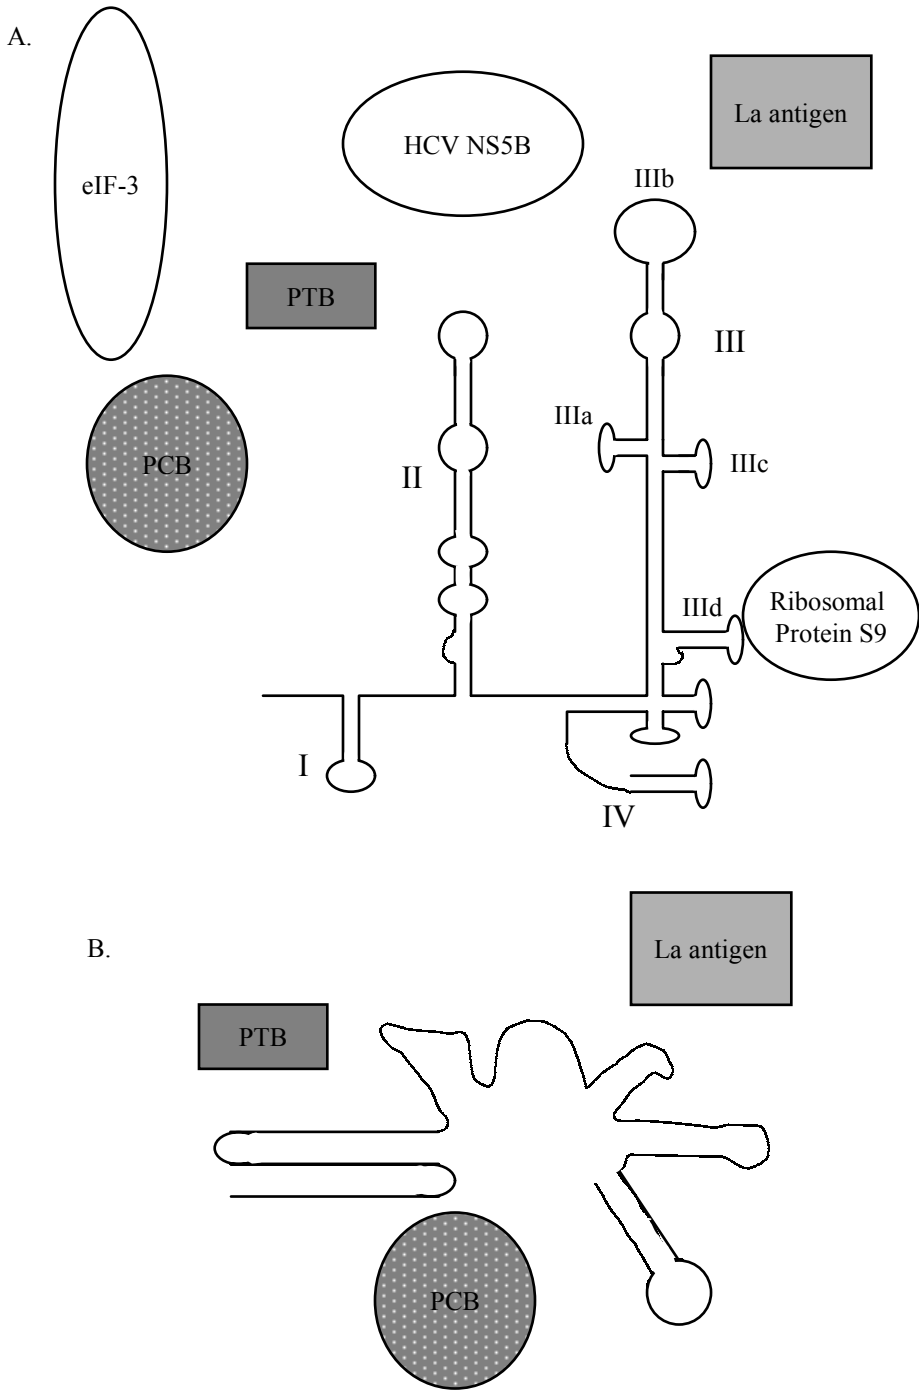 A.
La antigen
HCV NS5B
eIF-3
IIIb
PTB
III
IIIa
IIIc
PCB
II
IIId
Ribosomal
Protein S9
I
IV
B.
La antigen
PTB
PCB